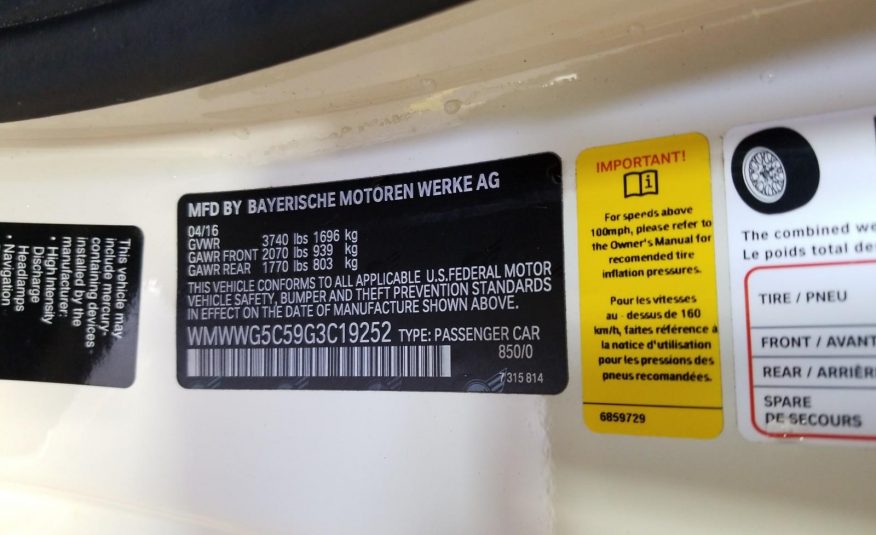 This vehicle may
include mercury-
containing devices
installed by the
manufacturer:
• High Intensity
Discharge
Headlamps
• Navigation
MFD BY BAYERISCHE MOTOREN WERKE AG
04/16
GVWR 3740 lbs 1696 kg
GAWR FRONT 2070 lbs 939 kg
GAWR REAR 1770 lbs 803 kg
THIS VEHICLE CONFORMS TO ALL APPLICABLE U.S.FEDERAL MOTOR
VEHICLE SAFETY, BUMPER AND THEFT PREVENTION STANDARDS
IN EFFECT ON THE DATE OF MANUFACTURE SHOWN ABOVE.
WMWWG5C59G3C19252 TYPE: PASSENGER CAR
850/0
7 315 814
IMPORTANT!
i
For speeds above
100mph, please refer to
the Owner's Manual for
recomended tire
inflation pressures.
Pour les vitesses
au - dessus de 160
km/h, faites référence à
la notice d'utilisation
pour les pressions des
pneus recomandées.
6859729
The combined we
Le poids total des
TIRE / PNEU
FRONT / AVANT
REAR / ARRIÈRE
SPARE
DE SECOURS